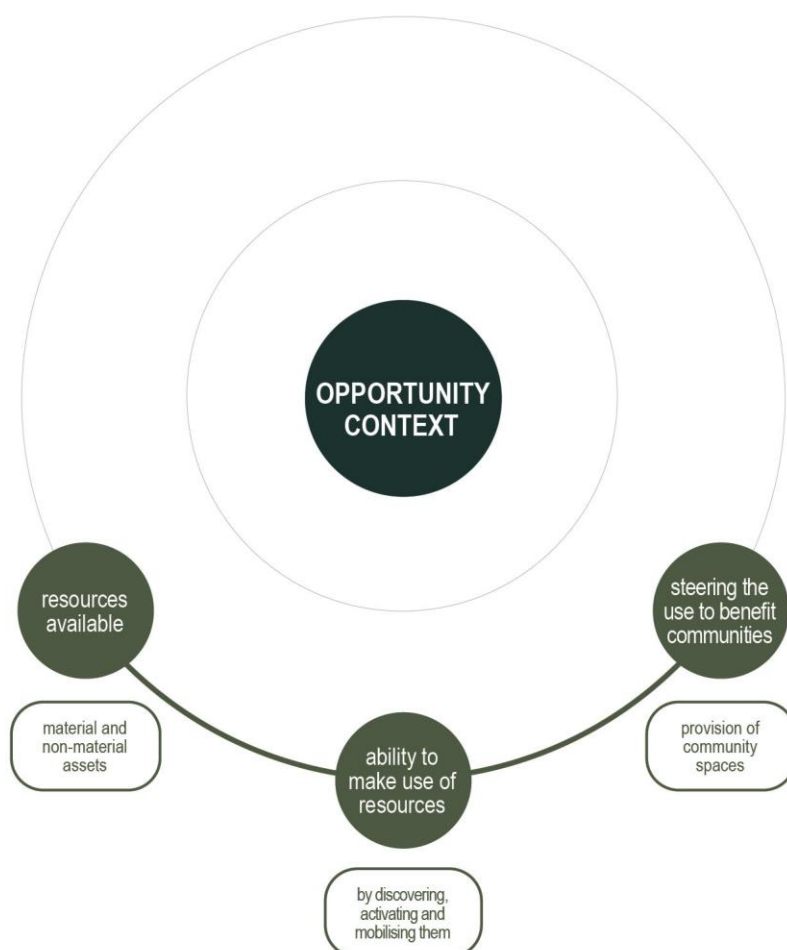 OPPORTUNITY
CONTEXT
resources
available
material and
non-material
assets
ability to
make use of
resources
by discovering,
activating and
mobilising them
steering the
use to benefit
communities
provision of
community
spaces